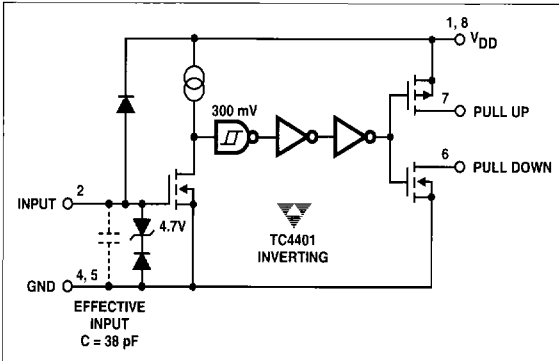 1, 8
VDD
300 mV
7
PULL UP
6
PULL DOWN
2
INPUT
4.7V
TC4401
INVERTING
4, 5
GND
EFFECTIVE
INPUT
C = 38 pF